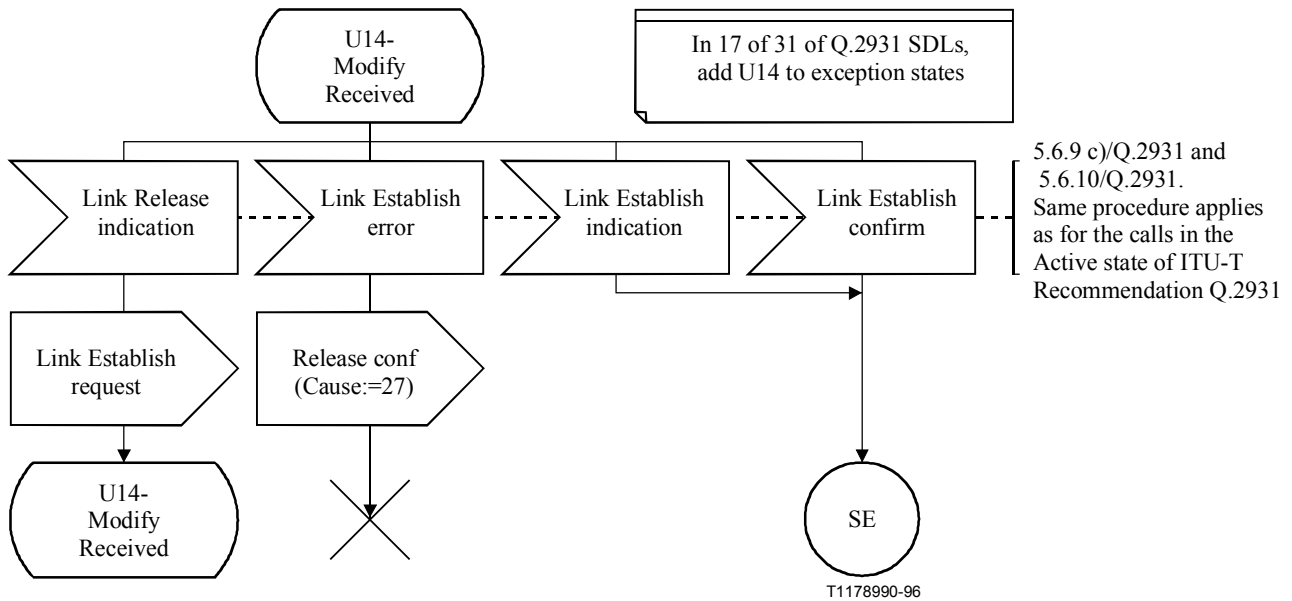 U14-
Modify
Received
In 17 of 31 of Q.2931 SDLs,
add U14 to exception states
Link Release
indication
Link Establish
error
Link Establish
indication
Link Establish
confirm
5.6.9 c)/Q.2931 and
5.6.10/Q.2931.
Same procedure applies
as for the calls in the
Active state of ITU-T
Recommendation Q.2931
Link Establish
request
Release conf
(Cause:=27)
U14-
Modify
Received
SE
T1178990-96